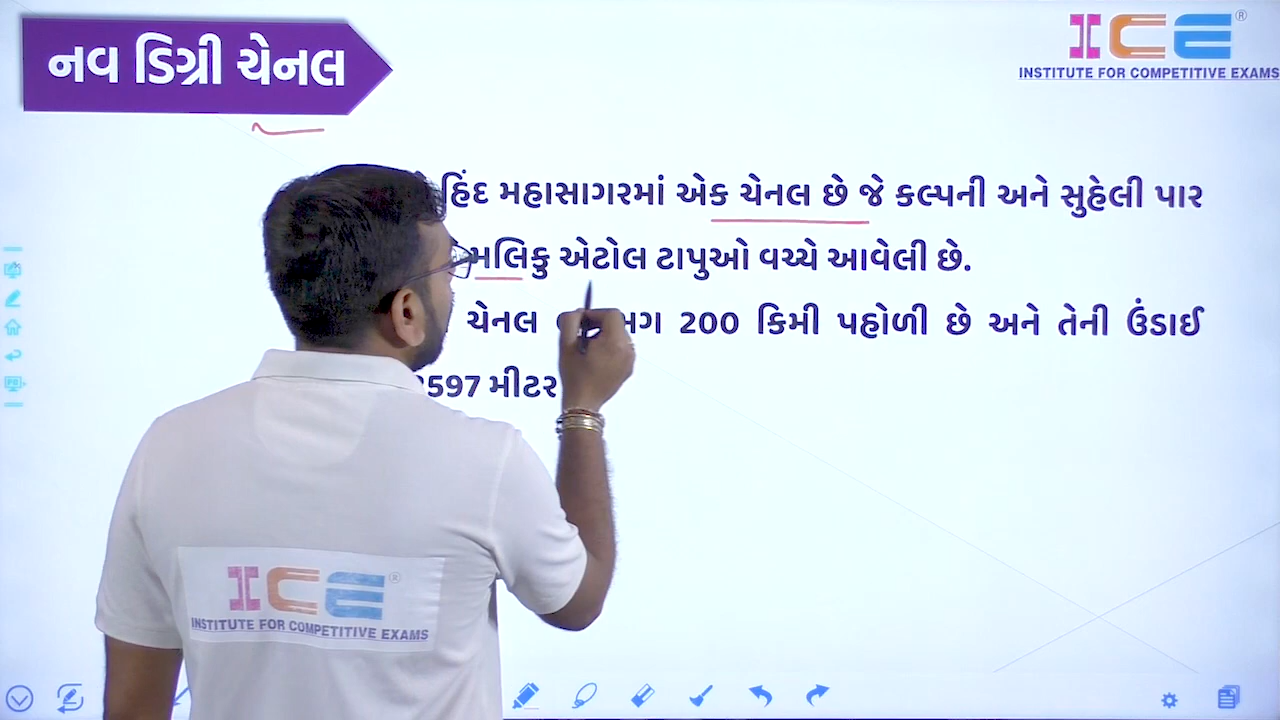 નવ ડિગ્રી ચેનલ
ICE
INSTITUTE FOR COMPETITIVE EXAMS
હિંદ મહાસાગરમાં એક ચેનલ છે જે કલ્પની અને સુહેલી પાર
મલિકુ એટોલ ટાપુઓ વચ્ચે આવેલી છે.
ચેનલ 200 કિમી પહોળી છે અને તેની ઉંડાઈ
મીટર
ICE
INSTITUTE FOR COMPETITIVE EXAMS